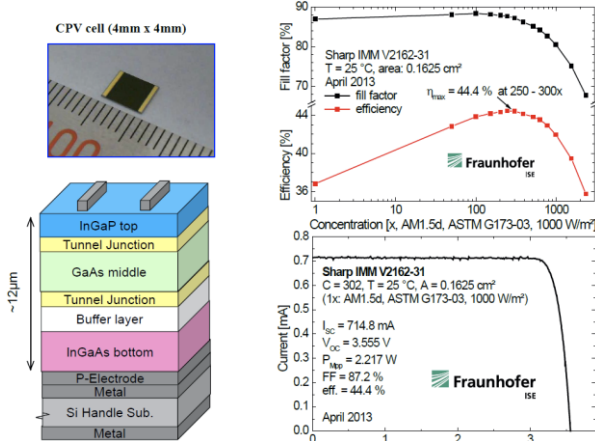 CPV cell (4mm x 4mm)
100
~12μm
InGaP top
Tunnel Junction
GaAs middle
Tunnel Junction
Buffer layer
InGaAs bottom
P-Electrode
Metal
Si Handle Sub.
Metal
Fill factor [%]
90
80
70
Sharp IMM V2162-31
T = 25 °C, area: 0.1625 cm²
April 2013
fill factor
efficiency
ηmax = 44.4 % at 250 - 300x
Efficiency [%]
44
40
36
Fraunhofer
ISE
1 10 100 1000
Concentration [x, AM1.5d, ASTM G173-03, 1000 W/m²]
Current [mA]
0.8
0.7
0.6
0.5
0.4
0.3
0.2
0.1
0.0
Sharp IMM V2162-31
C = 302, T = 25 °C, A = 0.1625 cm²
(1x: AM1.5d, ASTM G173-03, 1000 W/m²)
ISC = 714.8 mA
VOC = 3.555 V
PMpp = 2.217 W
FF = 87.2 %
eff. = 44.4 %
April 2013
Fraunhofer
ISE
0 1 2 3